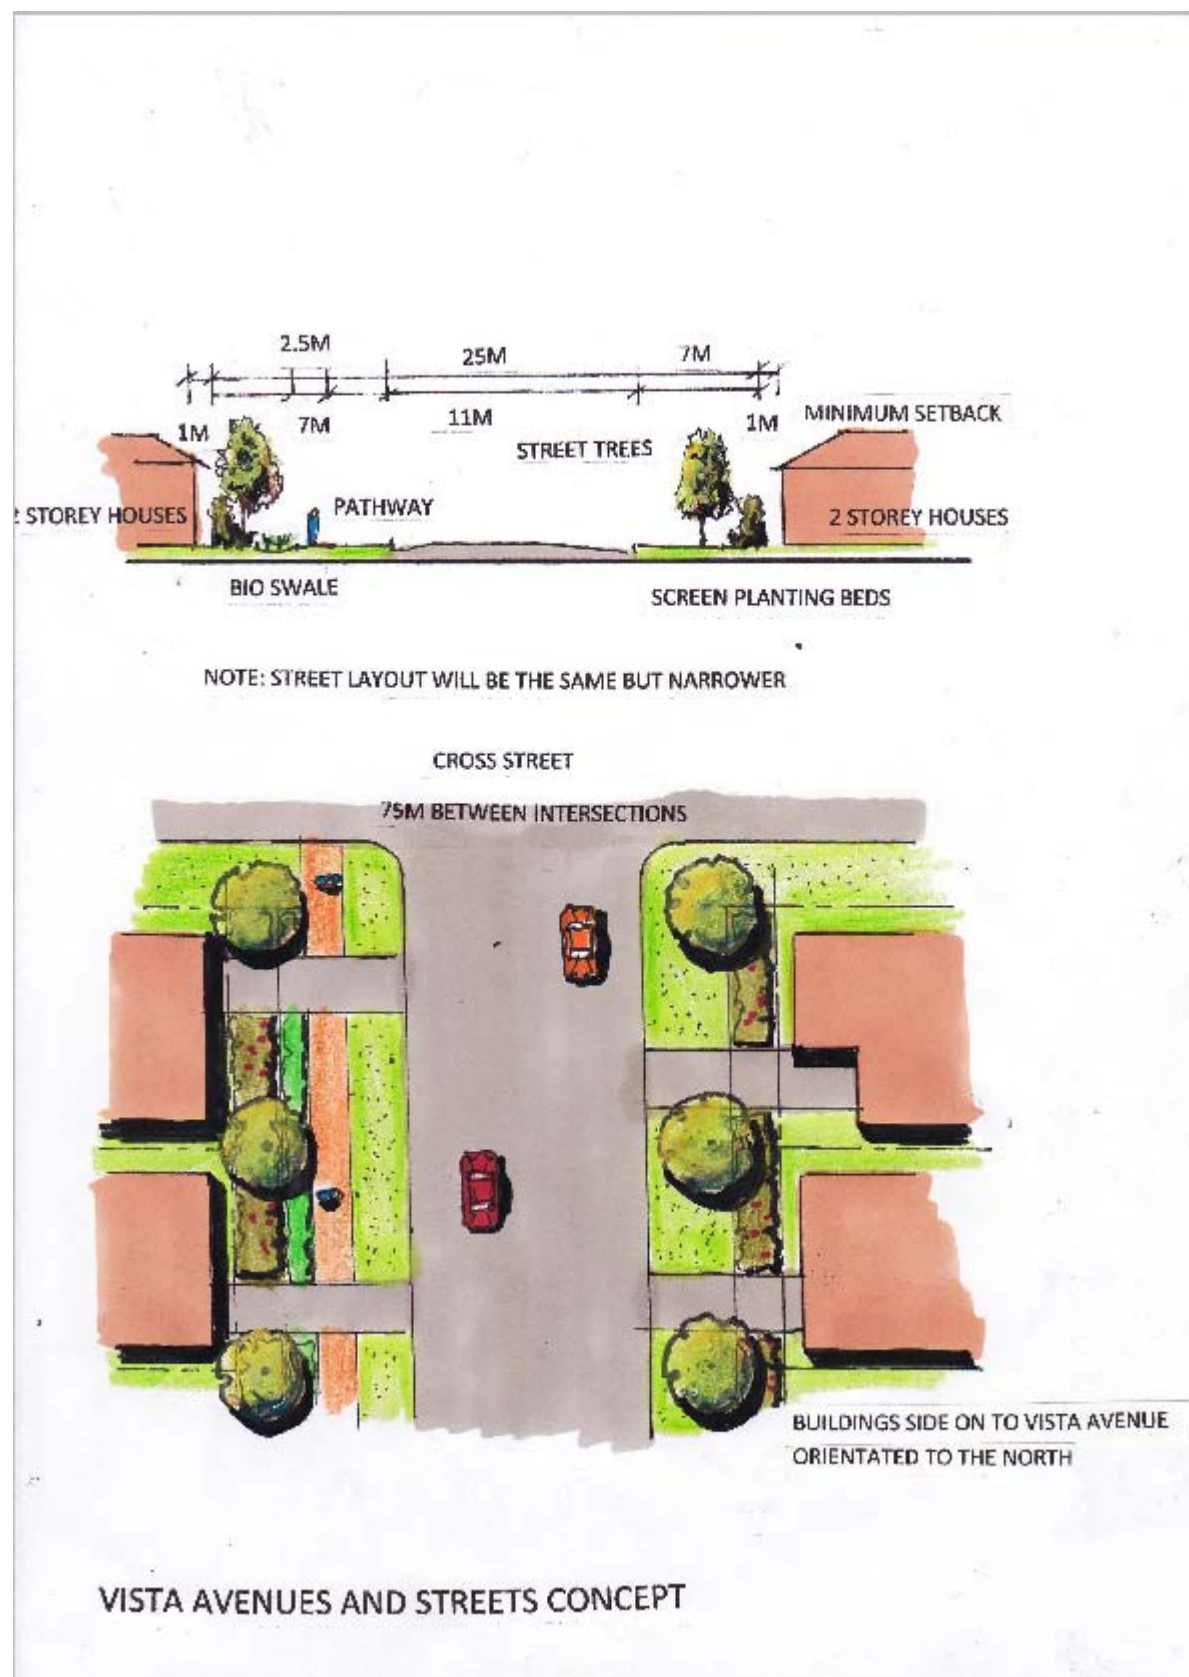 2.5M
25M
7M
1M
7M
11M
1M
MINIMUM SETBACK
STREET TREES
2 STOREY HOUSES
PATHWAY
2 STOREY HOUSES
BIO SWALE
SCREEN PLANTING BEDS
NOTE: STREET LAYOUT WILL BE THE SAME BUT NARROWER
CROSS STREET
75M BETWEEN INTERSECTIONS
BUILDINGS SIDE ON TO VISTA AVENUE
ORIENTATED TO THE NORTH
VISTA AVENUES AND STREETS CONCEPT